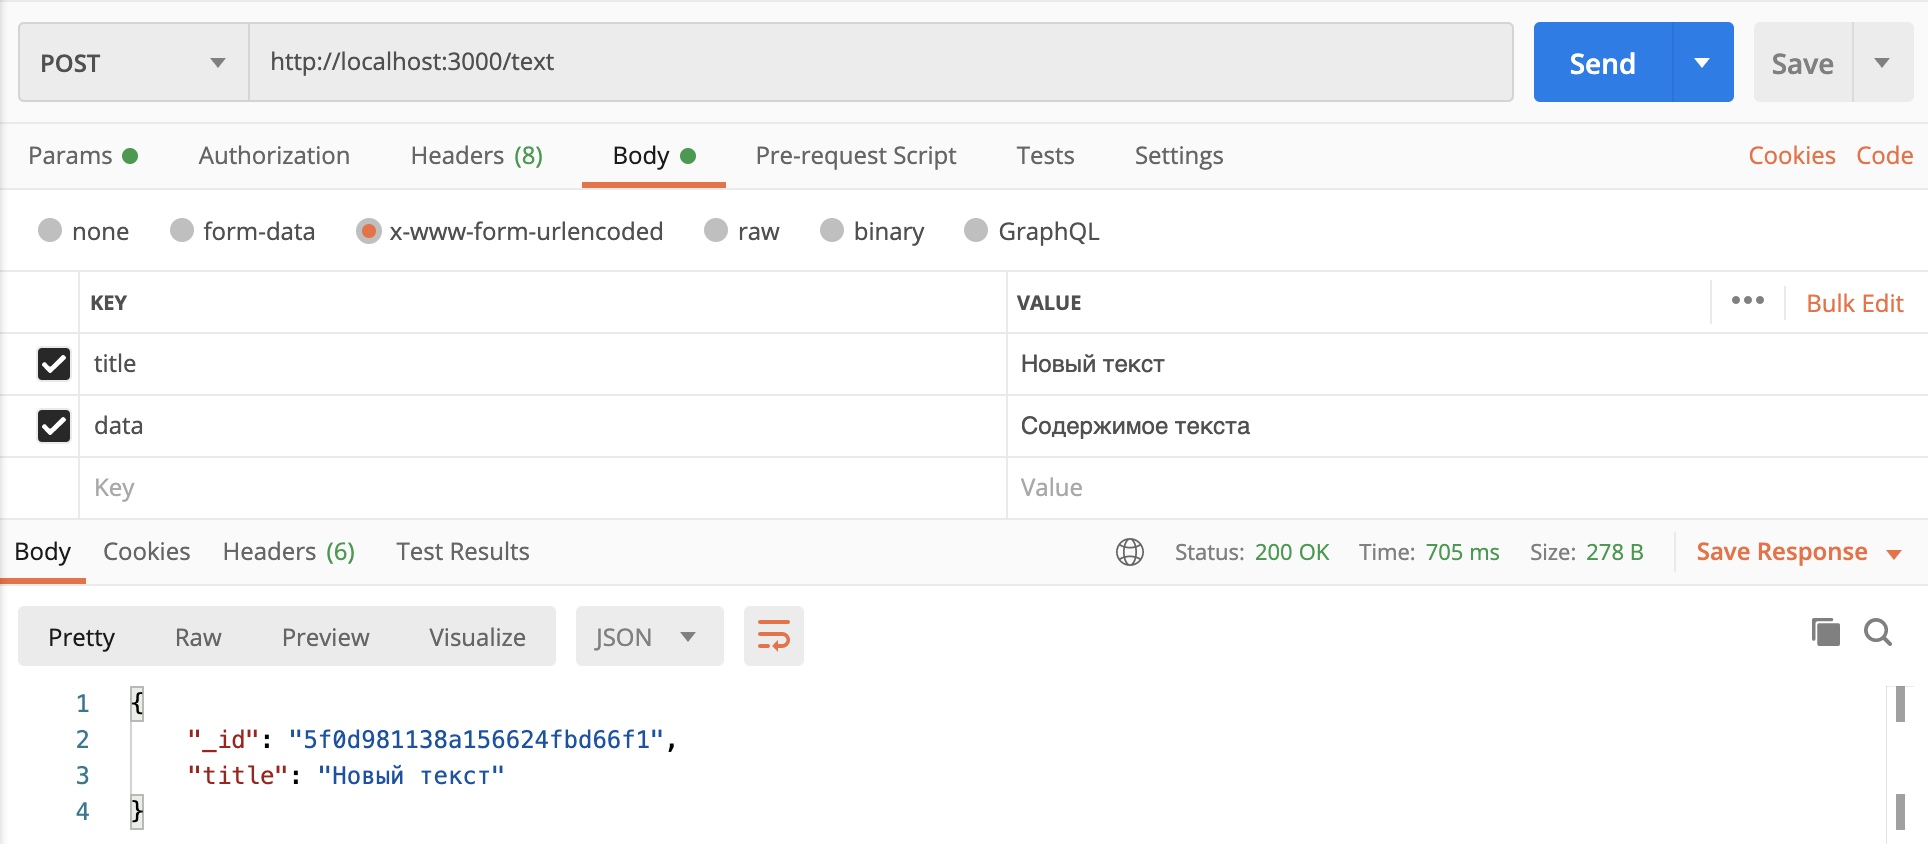 POST http://localhost:3000/text Send Save
Params Authorization Headers (8) Body Pre-request Script Tests Settings Cookies Code
none form-data x-www-form-urlencoded raw binary GraphQL
KEY VALUE ••• Bulk Edit
title Новый текст
data Содержимое текста
Key Value
Body Cookies Headers (6) Test Results Status: 200 OK Time: 705 ms Size: 278 B Save Response
Pretty Raw Preview Visualize JSON
1 {
2 "_id": "5f0d981138a156624fbd66f1",
3 "title": "Новый текст"
4 }